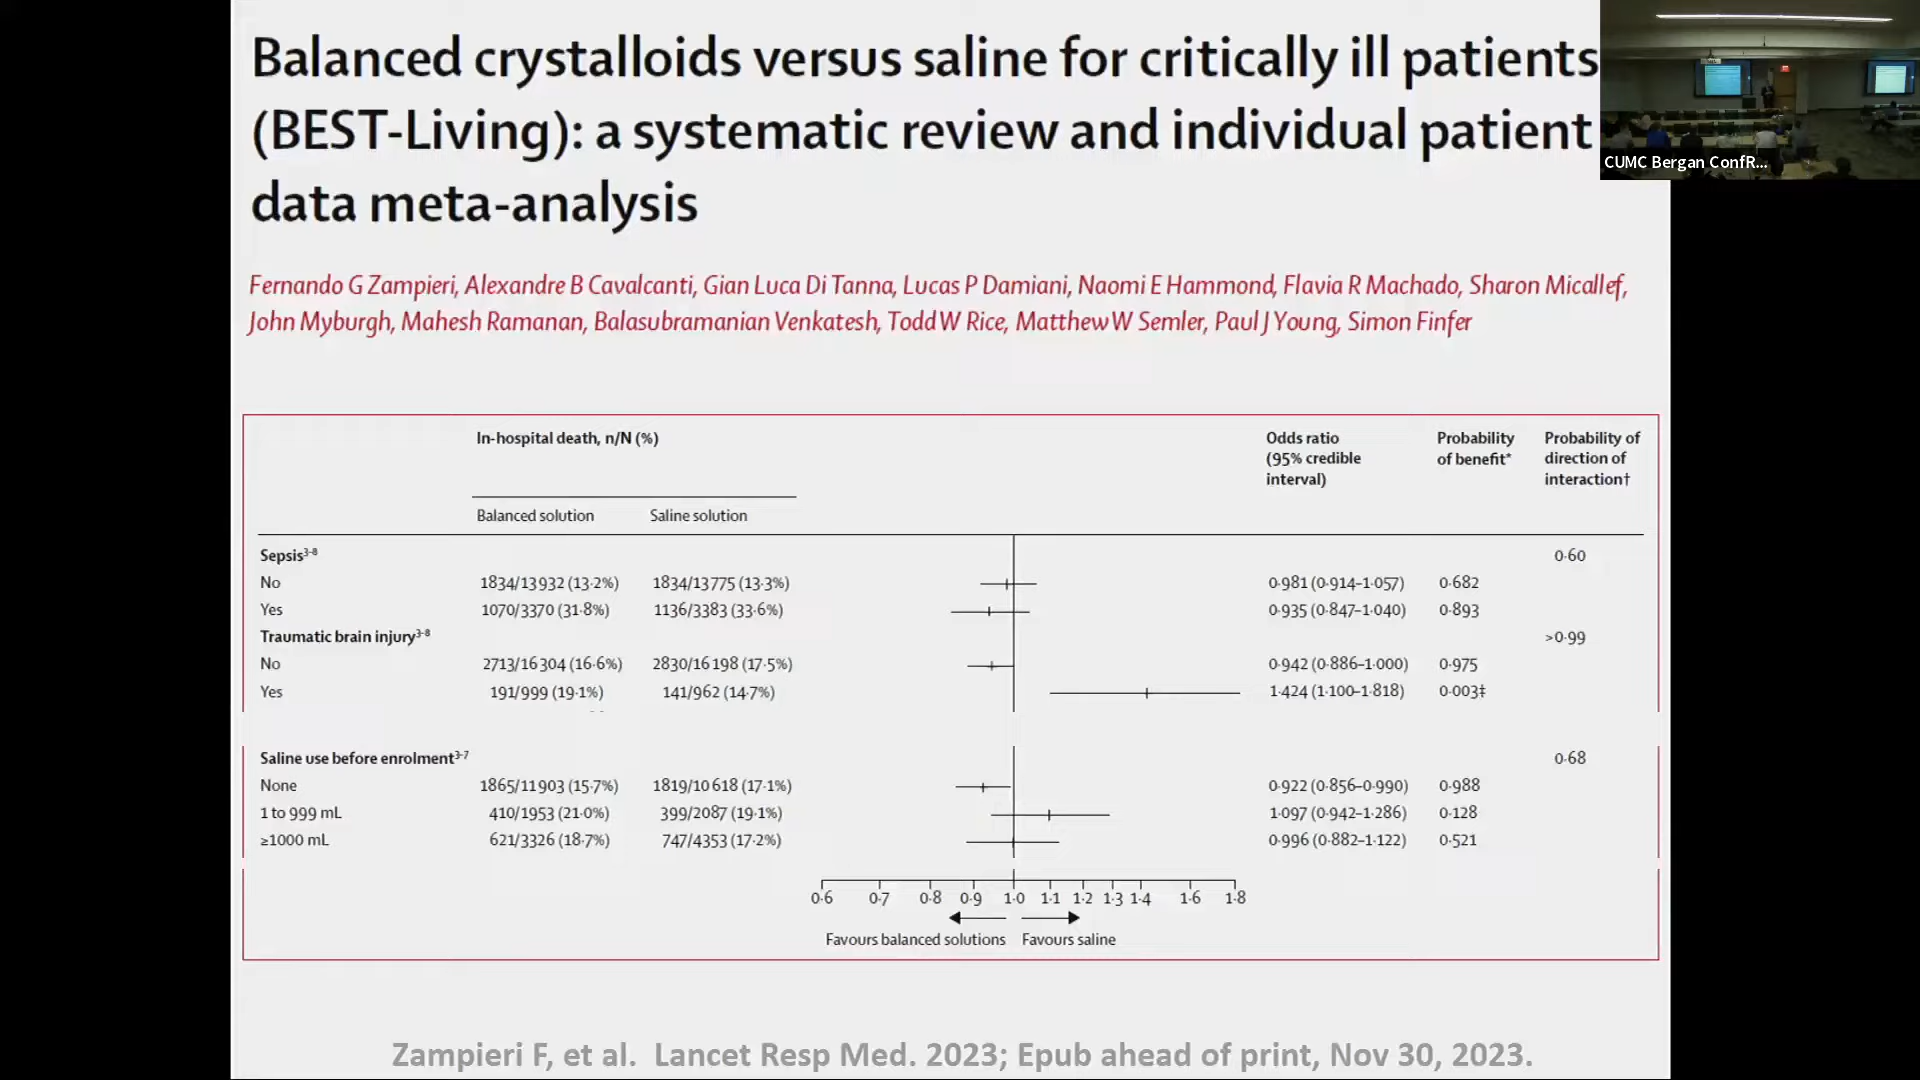 Balanced crystalloids versus saline for critically ill patients
(BEST-Living): a systematic review and individual patient
data meta-analysis
CUMC Bergan ConfR...
Fernando G Zampieri, Alexandre B Cavalcanti, Gian Luca Di Tanna, Lucas P Damiani, Naomi E Hammond, Flavia R Machado, Sharon Micallef,
John Myburgh, Mahesh Ramanan, Balasubramanian Venkatesh, Todd W Rice, Matthew W Semler, Paul J Young, Simon Finfer
In-hospital death, n/N (%) Odds ratio (95% credible interval) Probability of benefit* Probability of direction of interaction†
Balanced solution Saline solution
Sepsis³⁻⁸ 0·60
No 1834/13 932 (13·2%) 1834/13 775 (13·3%) 0·981 (0·914–1·057) 0·682
Yes 1070/3370 (31·8%) 1136/3383 (33·6%) 0·935 (0·847–1·040) 0·893
Traumatic brain injury³⁻⁸ >0·99
No 2713/16 304 (16·6%) 2830/16 198 (17·5%) 0·942 (0·886–1·000) 0·975
Yes 191/999 (19·1%) 141/962 (14·7%) 1·424 (1·100–1·818) 0·003‡
Saline use before enrolment³⁻⁷ 0·68
None 1865/11 903 (15·7%) 1819/10 618 (17·1%) 0·922 (0·856–0·990) 0·988
1 to 999 mL 410/1953 (21·0%) 399/2087 (19·1%) 1·097 (0·942–1·286) 0·128
≥1000 mL 621/3326 (18·7%) 747/4353 (17·2%) 0·996 (0·882–1·122) 0·521
0·6 0·7 0·8 0·9 1·0 1·1 1·2 1·3 1·4 1·6 1·8
Favours balanced solutions Favours saline
Zampieri F, et al. Lancet Resp Med. 2023; Epub ahead of print, Nov 30, 2023.